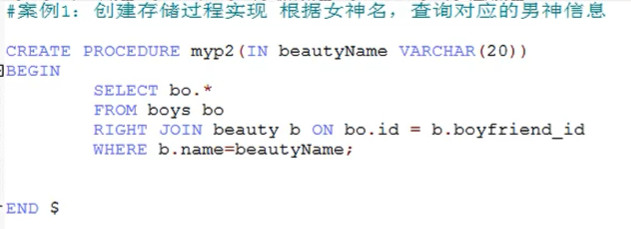 #案例1：创建存储过程实现 根据女神名，查询对应的男神信息
CREATE PROCEDURE myp2(IN beautyName VARCHAR(20))
BEGIN
SELECT bo.*
FROM boys bo
RIGHT JOIN beauty b ON bo.id = b.boyfriend_id
WHERE b.name=beautyName;
END $